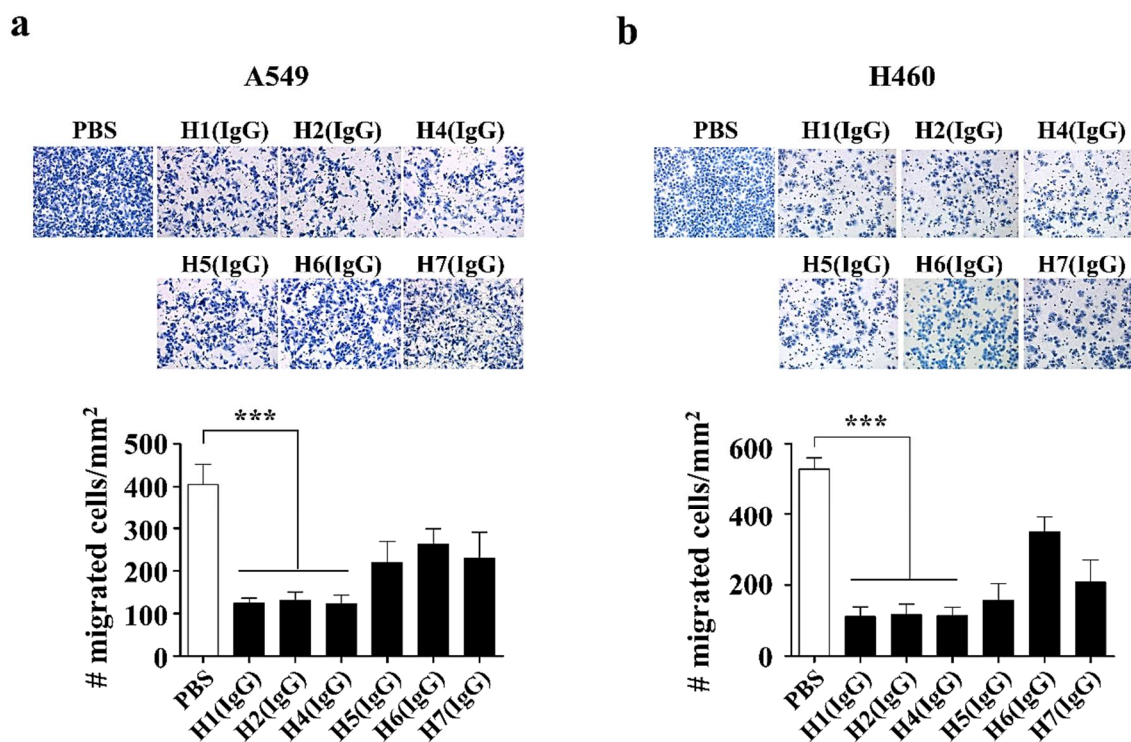 a
A549
PBS H1(IgG) H2(IgG) H4(IgG)
H5(IgG) H6(IgG) H7(IgG)
# migrated cells/mm²
500
400
300
200
100
0
***
PBS H1(IgG) H2(IgG) H4(IgG) H5(IgG) H6(IgG) H7(IgG)
b
H460
PBS H1(IgG) H2(IgG) H4(IgG)
H5(IgG) H6(IgG) H7(IgG)
# migrated cells/mm²
600
400
200
0
***
PBS H1(IgG) H2(IgG) H4(IgG) H5(IgG) H6(IgG) H7(IgG)